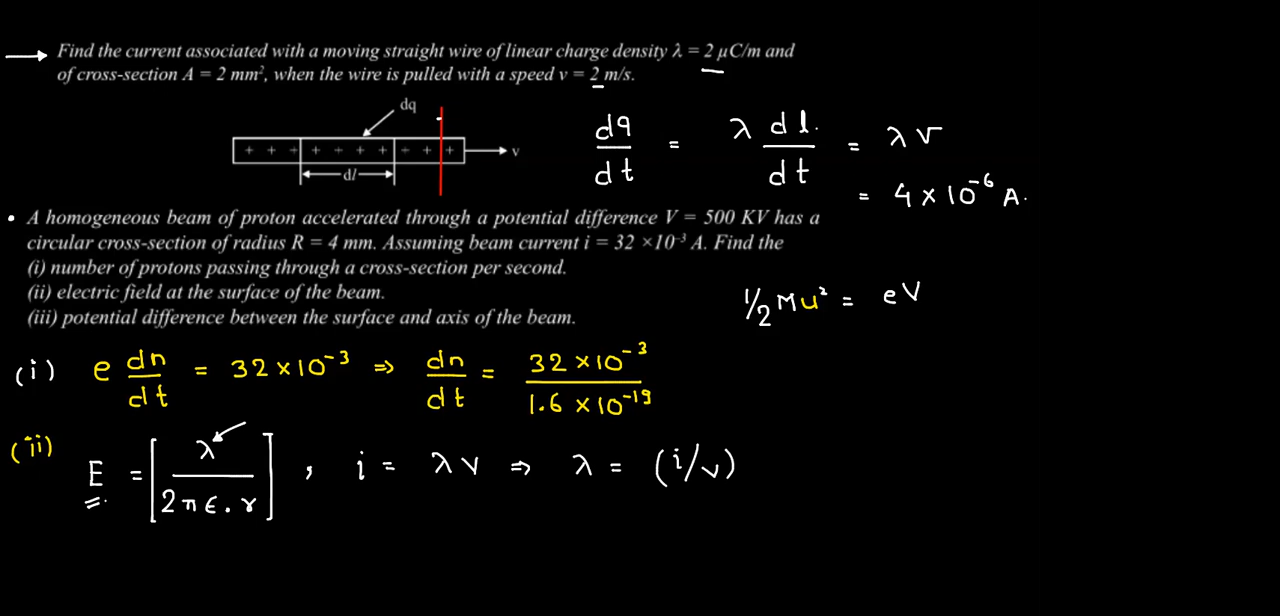 Find the current associated with a moving straight wire of linear charge density λ = 2 μC/m and
of cross-section A = 2 mm², when the wire is pulled with a speed v = 2 m/s.
dq
+ + + + + + + + + +
v
dl
dq/dt = λ dl/dt = λv
= 4 × 10⁻⁶ A.
• A homogeneous beam of proton accelerated through a potential difference V = 500 KV has a
circular cross-section of radius R = 4 mm. Assuming beam current i = 32 ×10⁻³ A. Find the
(i) number of protons passing through a cross-section per second.
(ii) electric field at the surface of the beam.
(iii) potential difference between the surface and axis of the beam.
½ Mu² = eV
(i) e dn/dt = 32×10⁻³ ⇒ dn/dt = 32×10⁻³ / 1.6 × 10⁻¹⁹
(ii) E = [λ / 2πε₀r] , i = λv ⇒ λ = (i/v)